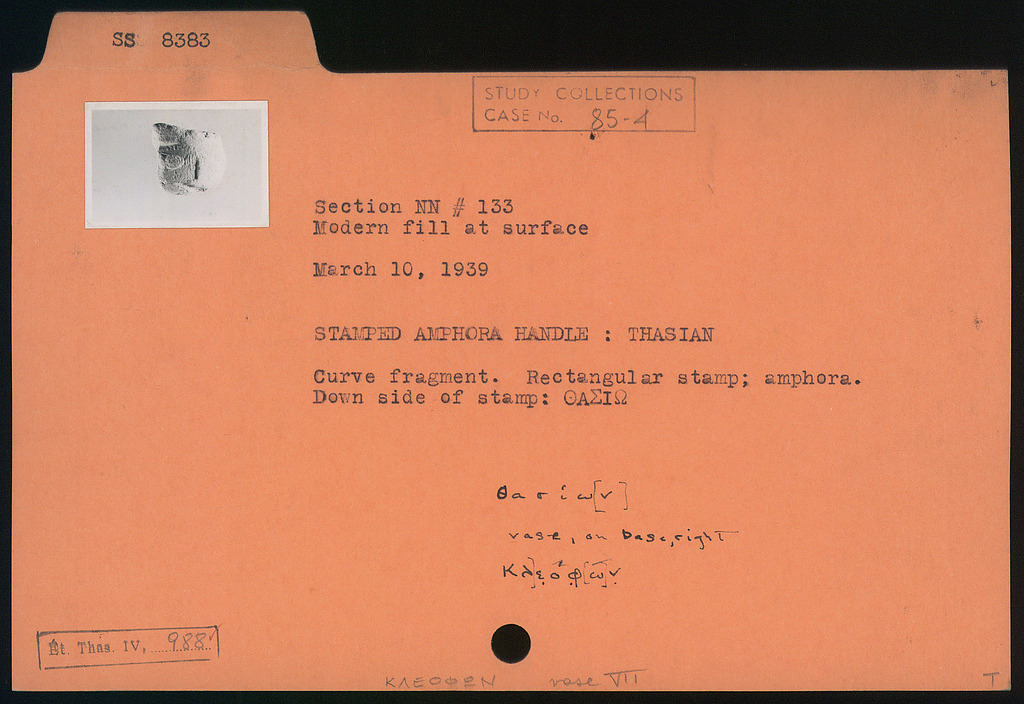 SS 8383
STUDY COLLECTIONS
CASE No. 85-4
Section NN # 133
Modern fill at surface
March 10, 1939
STAMPED AMPHORA HANDLE : THASIAN
Curve fragment. Rectangular stamp; amphora.
Down side of stamp: ΘΑΣΙΩ
Θασίω[ν]
vase, on base, right
Κλ]εόφ[ώ]ν
Ét. Thas. IV, 988
ΚΛΕΟΦΩΝ vase VII T